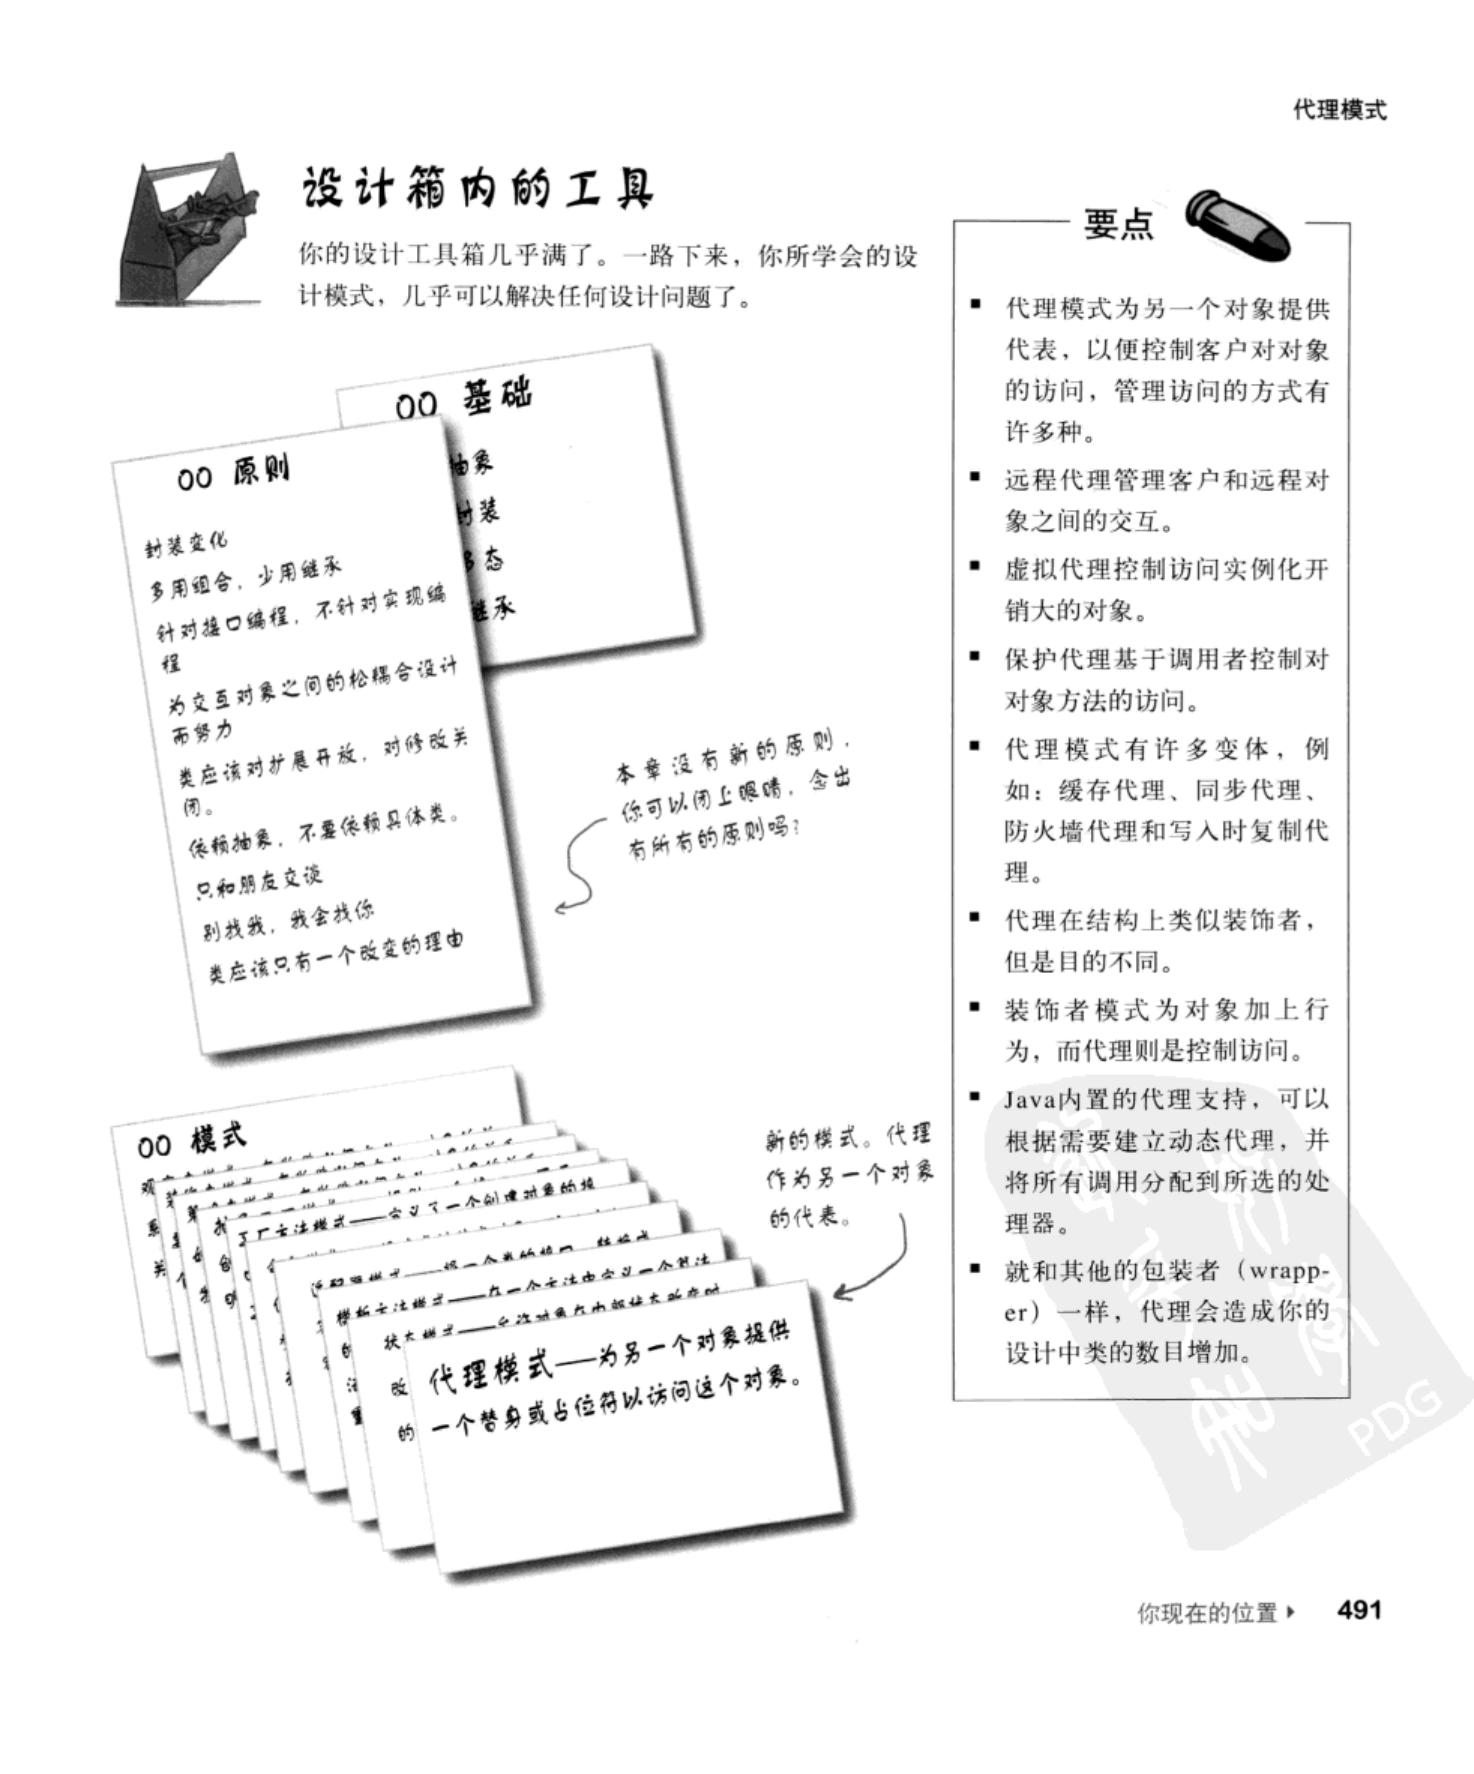 代理模式
设计箱内的工具
你的设计工具箱几乎满了。一路下来，你所学会的设
计模式，几乎可以解决任何设计问题了。
OO 基础
抽象
封装
多态
继承
OO 原则
封装变化
多用组合，少用继承
针对接口编程，不针对实现编
程
为交互对象之间的松耦合设计
而努力
类应该对扩展开放，对修改关
闭。
依赖抽象，不要依赖具体类。
只和朋友交谈
别找我，我会找你
类应该只有一个改变的理由
本章没有新的原则，
你可以闭上眼睛，念出
有所有的原则吗？
OO 模式
工厂方法模式——定义了一个创建对象的接
适配器模式——将一个类的接口，转换成
模板方法模式——在一个方法中定义一个算法
状态模式——允许对象在内部状态改变时
改
的
代理模式——为另一个对象提供
一个替身或占位符以访问这个对象。
新的模式。代理
作为另一个对象
的代表。
要点
▪ 代理模式为另一个对象提供
代表，以便控制客户对对象
的访问，管理访问的方式有
许多种。
▪ 远程代理管理客户和远程对
象之间的交互。
▪ 虚拟代理控制访问实例化开
销大的对象。
▪ 保护代理基于调用者控制对
对象方法的访问。
▪ 代理模式有许多变体，例
如：缓存代理、同步代理、
防火墙代理和写入时复制代
理。
▪ 代理在结构上类似装饰者，
但是目的不同。
▪ 装饰者模式为对象加上行
为，而代理则是控制访问。
▪ Java内置的代理支持，可以
根据需要建立动态代理，并
将所有调用分配到所选的处
理器。
▪ 就和其他的包装者（wrapp-
er）一样，代理会造成你的
设计中类的数目增加。
PDG
你现在的位置 ▸ 491